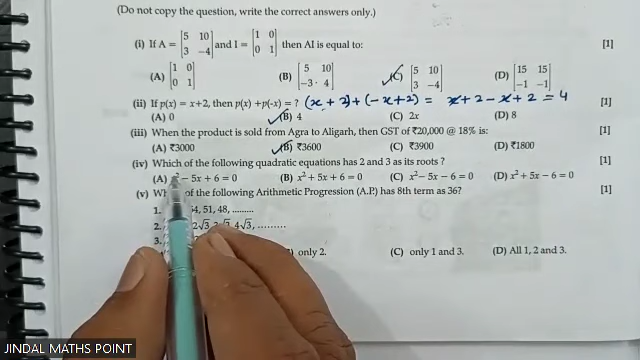 (Do not copy the question, write the correct answers only.)
(i) If A = [5 10 3 −4] and I = [1 0 0 1] then AI is equal to: [1]
(A) [1 0 0 1] (B) [5 10 −3 · 4] (C) [5 10 3 −4] (D) [15 15 −1 −1]
(ii) If p(x) = x+2, then p(x) +p(-x) = ? (x + 2) + (−x+2) = x + 2 − x + 2 = 4 [1]
(A) 0 (B) 4 (C) 2x (D) 8
(iii) When the product is sold from Agra to Aligarh, then GST of ₹20,000 @ 18% is: [1]
(A) ₹3000 (B) ₹3600 (C) ₹3900 (D) ₹1800
(iv) Which of the following quadratic equations has 2 and 3 as its roots ? [1]
(A) x² − 5x + 6 = 0 (B) x² + 5x + 6 = 0 (C) x² − 5x − 6 = 0 (D) x² + 5x − 6 = 0
(v) of the following Arithmetic Progression (A.P.) has 8th term as 36? [1]
1. 51, 48, .........
2. 4√3, .........
3.
only 2. (C) only 1 and 3. (D) All 1, 2 and 3.
JINDAL MATHS POINT